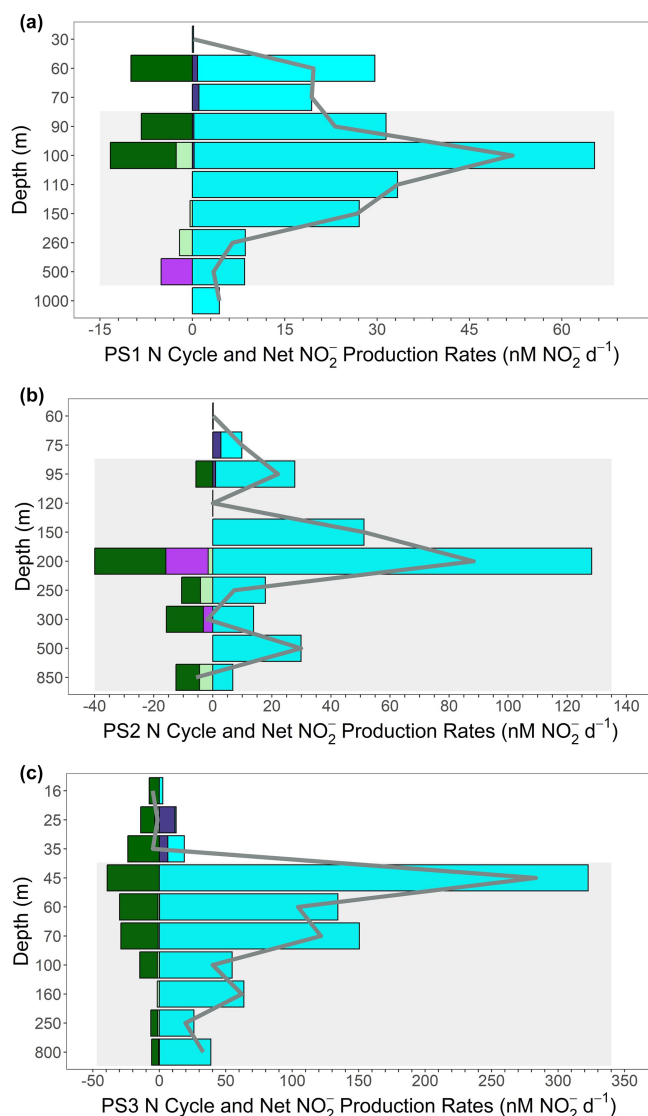 (a)
30
60
70
90
100
110
150
260
500
1000
Depth (m)
-15 0 15 30 45 60
PS1 N Cycle and Net NO₂⁻ Production Rates (nM NO₂⁻ d⁻¹)
(b)
60
75
95
120
150
200
250
300
500
850
Depth (m)
-40 -20 0 20 40 60 80 100 120 140
PS2 N Cycle and Net NO₂⁻ Production Rates (nM NO₂⁻ d⁻¹)
(c)
16
25
35
45
60
70
100
160
250
800
Depth (m)
-50 0 50 100 150 200 250 300 350
PS3 N Cycle and Net NO₂⁻ Production Rates (nM NO₂⁻ d⁻¹)